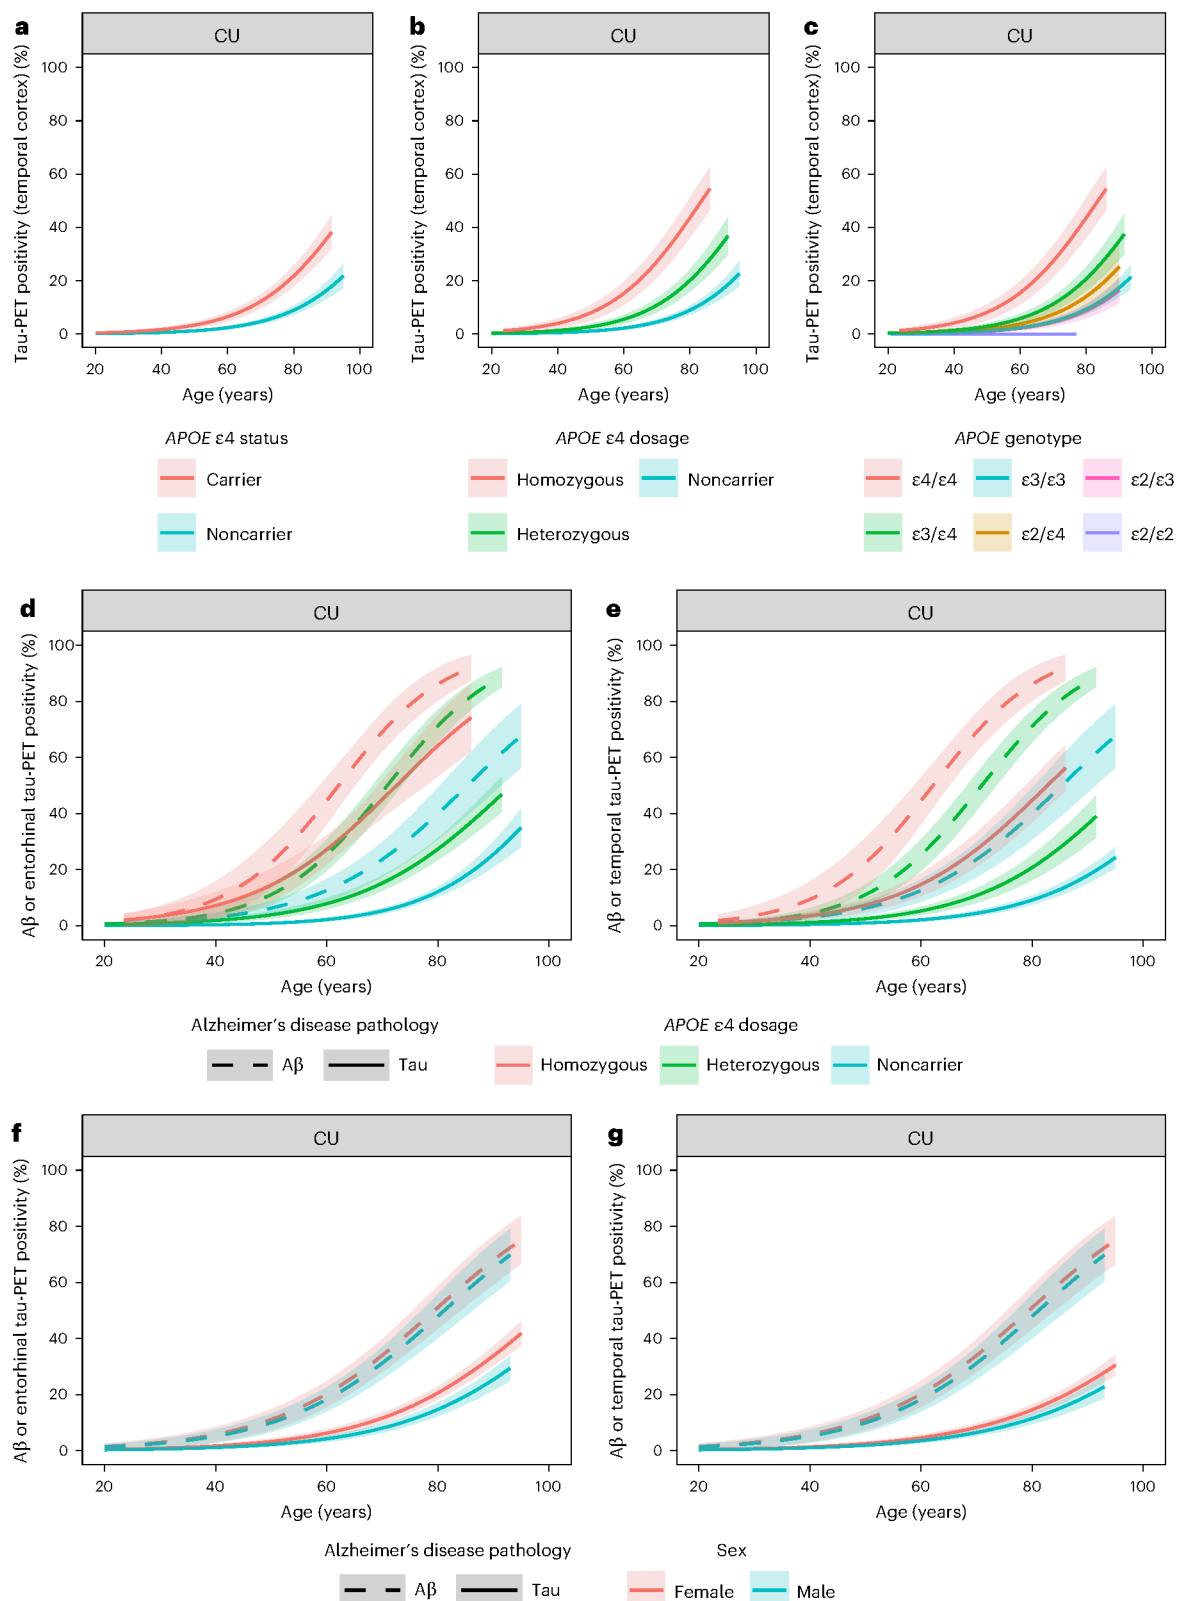 a
CU
Tau-PET positivity (temporal cortex) (%)
100
80
60
40
20
0
20 40 60 80 100
Age (years)
APOE ε4 status
Carrier
Noncarrier
b
CU
Tau-PET positivity (temporal cortex) (%)
100
80
60
40
20
0
20 40 60 80 100
Age (years)
APOE ε4 dosage
Homozygous Noncarrier
Heterozygous
c
CU
Tau-PET positivity (temporal cortex) (%)
100
80
60
40
20
0
20 40 60 80 100
Age (years)
APOE genotype
ε4/ε4 ε3/ε3 ε2/ε3
ε3/ε4 ε2/ε4 ε2/ε2
d
CU
Aβ or entorhinal tau-PET positivity (%)
100
80
60
40
20
0
20 40 60 80 100
Age (years)
e
CU
Aβ or temporal tau-PET positivity (%)
100
80
60
40
20
0
20 40 60 80 100
Age (years)
Alzheimer's disease pathology
Aβ Tau
APOE ε4 dosage
Homozygous Heterozygous Noncarrier
f
CU
Aβ or entorhinal tau-PET positivity (%)
100
80
60
40
20
0
20 40 60 80 100
Age (years)
g
CU
Aβ or temporal tau-PET positivity (%)
100
80
60
40
20
0
20 40 60 80 100
Age (years)
Alzheimer's disease pathology
Aβ Tau
Sex
Female Male